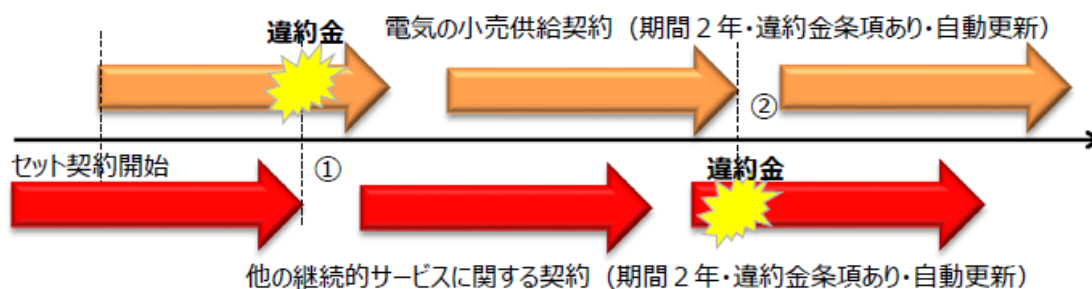 違約金
電気の小売供給契約（期間２年・違約金条項あり・自動更新）
②
セット契約開始
①
違約金
他の継続的サービスに関する契約（期間２年・違約金条項あり・自動更新）